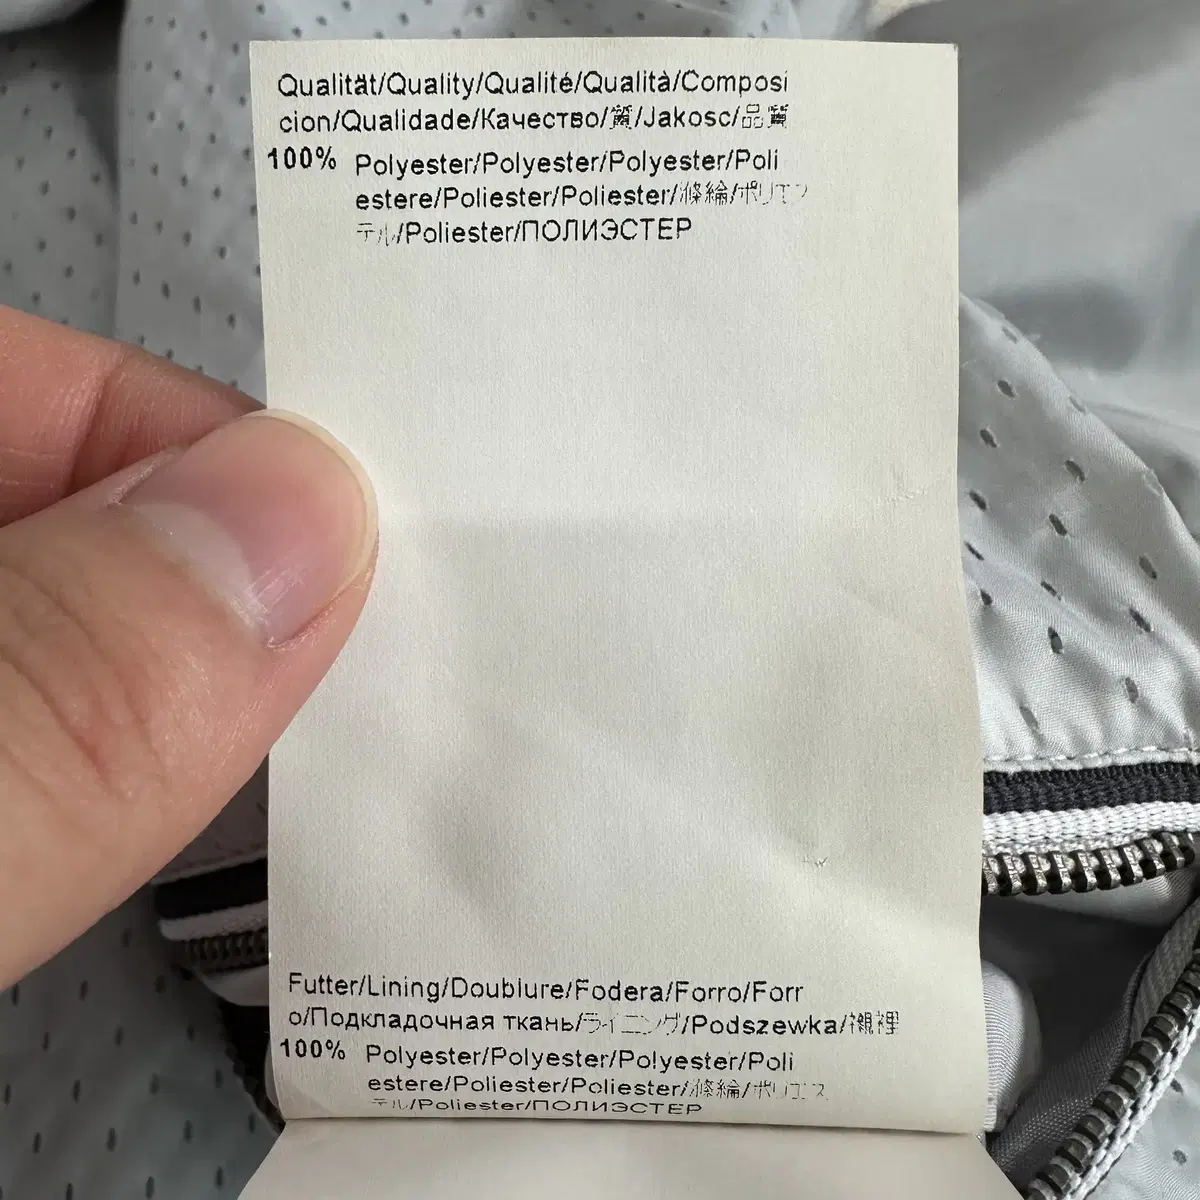 Qualität/Quality/Qualité/Qualità/Composi
cion/Qualidade/Качество/質/Jakosc/品質
100% Polyester/Polyester/Polyester/Poli
estere/Poliester/Poliester/滌綸/ポリエス
テル/Poliester/ПОЛИЭСТЕР
Futter/Lining/Doublure/Fodera/Forro/Forr
o/Подкладочная ткань/ライニング/Podszewka/襯裡
100% Polyester/Polyester/Polyester/Poli
estere/Poliester/Poliester/滌綸/ポリエス
テル/Poliester/ПОЛИЭСТЕР